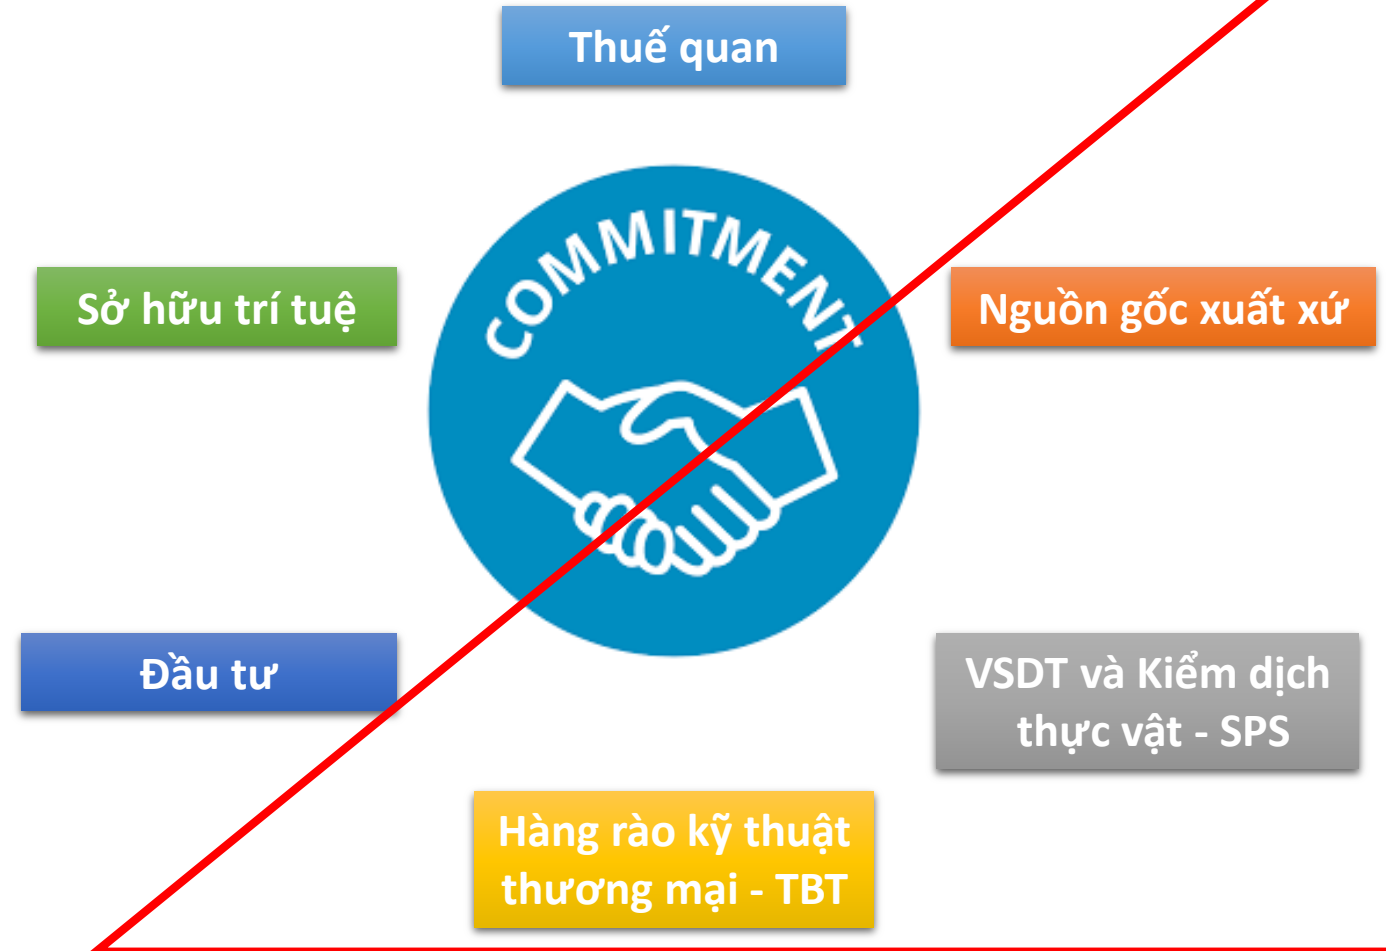 Thuế quan
COMMITMENT
Sở hữu trí tuệ
Nguồn gốc xuất xứ
Đầu tư
VSDT và Kiểm dịch
thực vật - SPS
Hàng rào kỹ thuật
thương mại - TBT